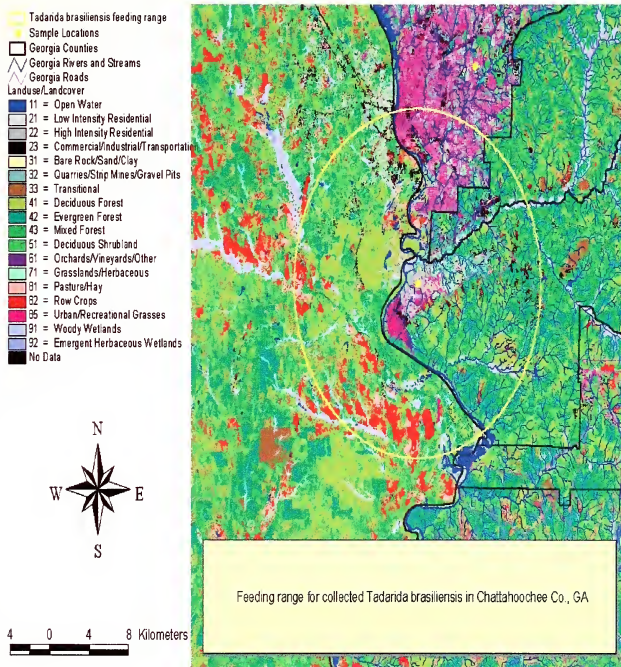 Tadarida brasiliensis feeding range
Sample Locations
Georgia Counties
Georgia Rivers and Streams
Georgia Roads
Landuse/Landcover
11 = Open Water
21 = Low Intensity Residential
22 = High Intensity Residential
23 = Commercial/Industrial/Transportation
31 = Bare Rock/Sand/Clay
32 = Quarries/Strip Mines/Gravel Pits
33 = Transitional
41 = Deciduous Forest
42 = Evergreen Forest
43 = Mixed Forest
51 = Deciduous Shrubland
61 = Orchards/Vineyards/Other
71 = Grasslands/Herbaceous
81 = Pasture/Hay
82 = Row Crops
85 = Urban/Recreational Grasses
91 = Woody Wetlands
92 = Emergent Herbaceous Wetlands
No Data
N
W E
S
Feeding range for collected Tadarida brasiliensis in Chattahoochee Co., GA
4 0 4 8 Kilometers